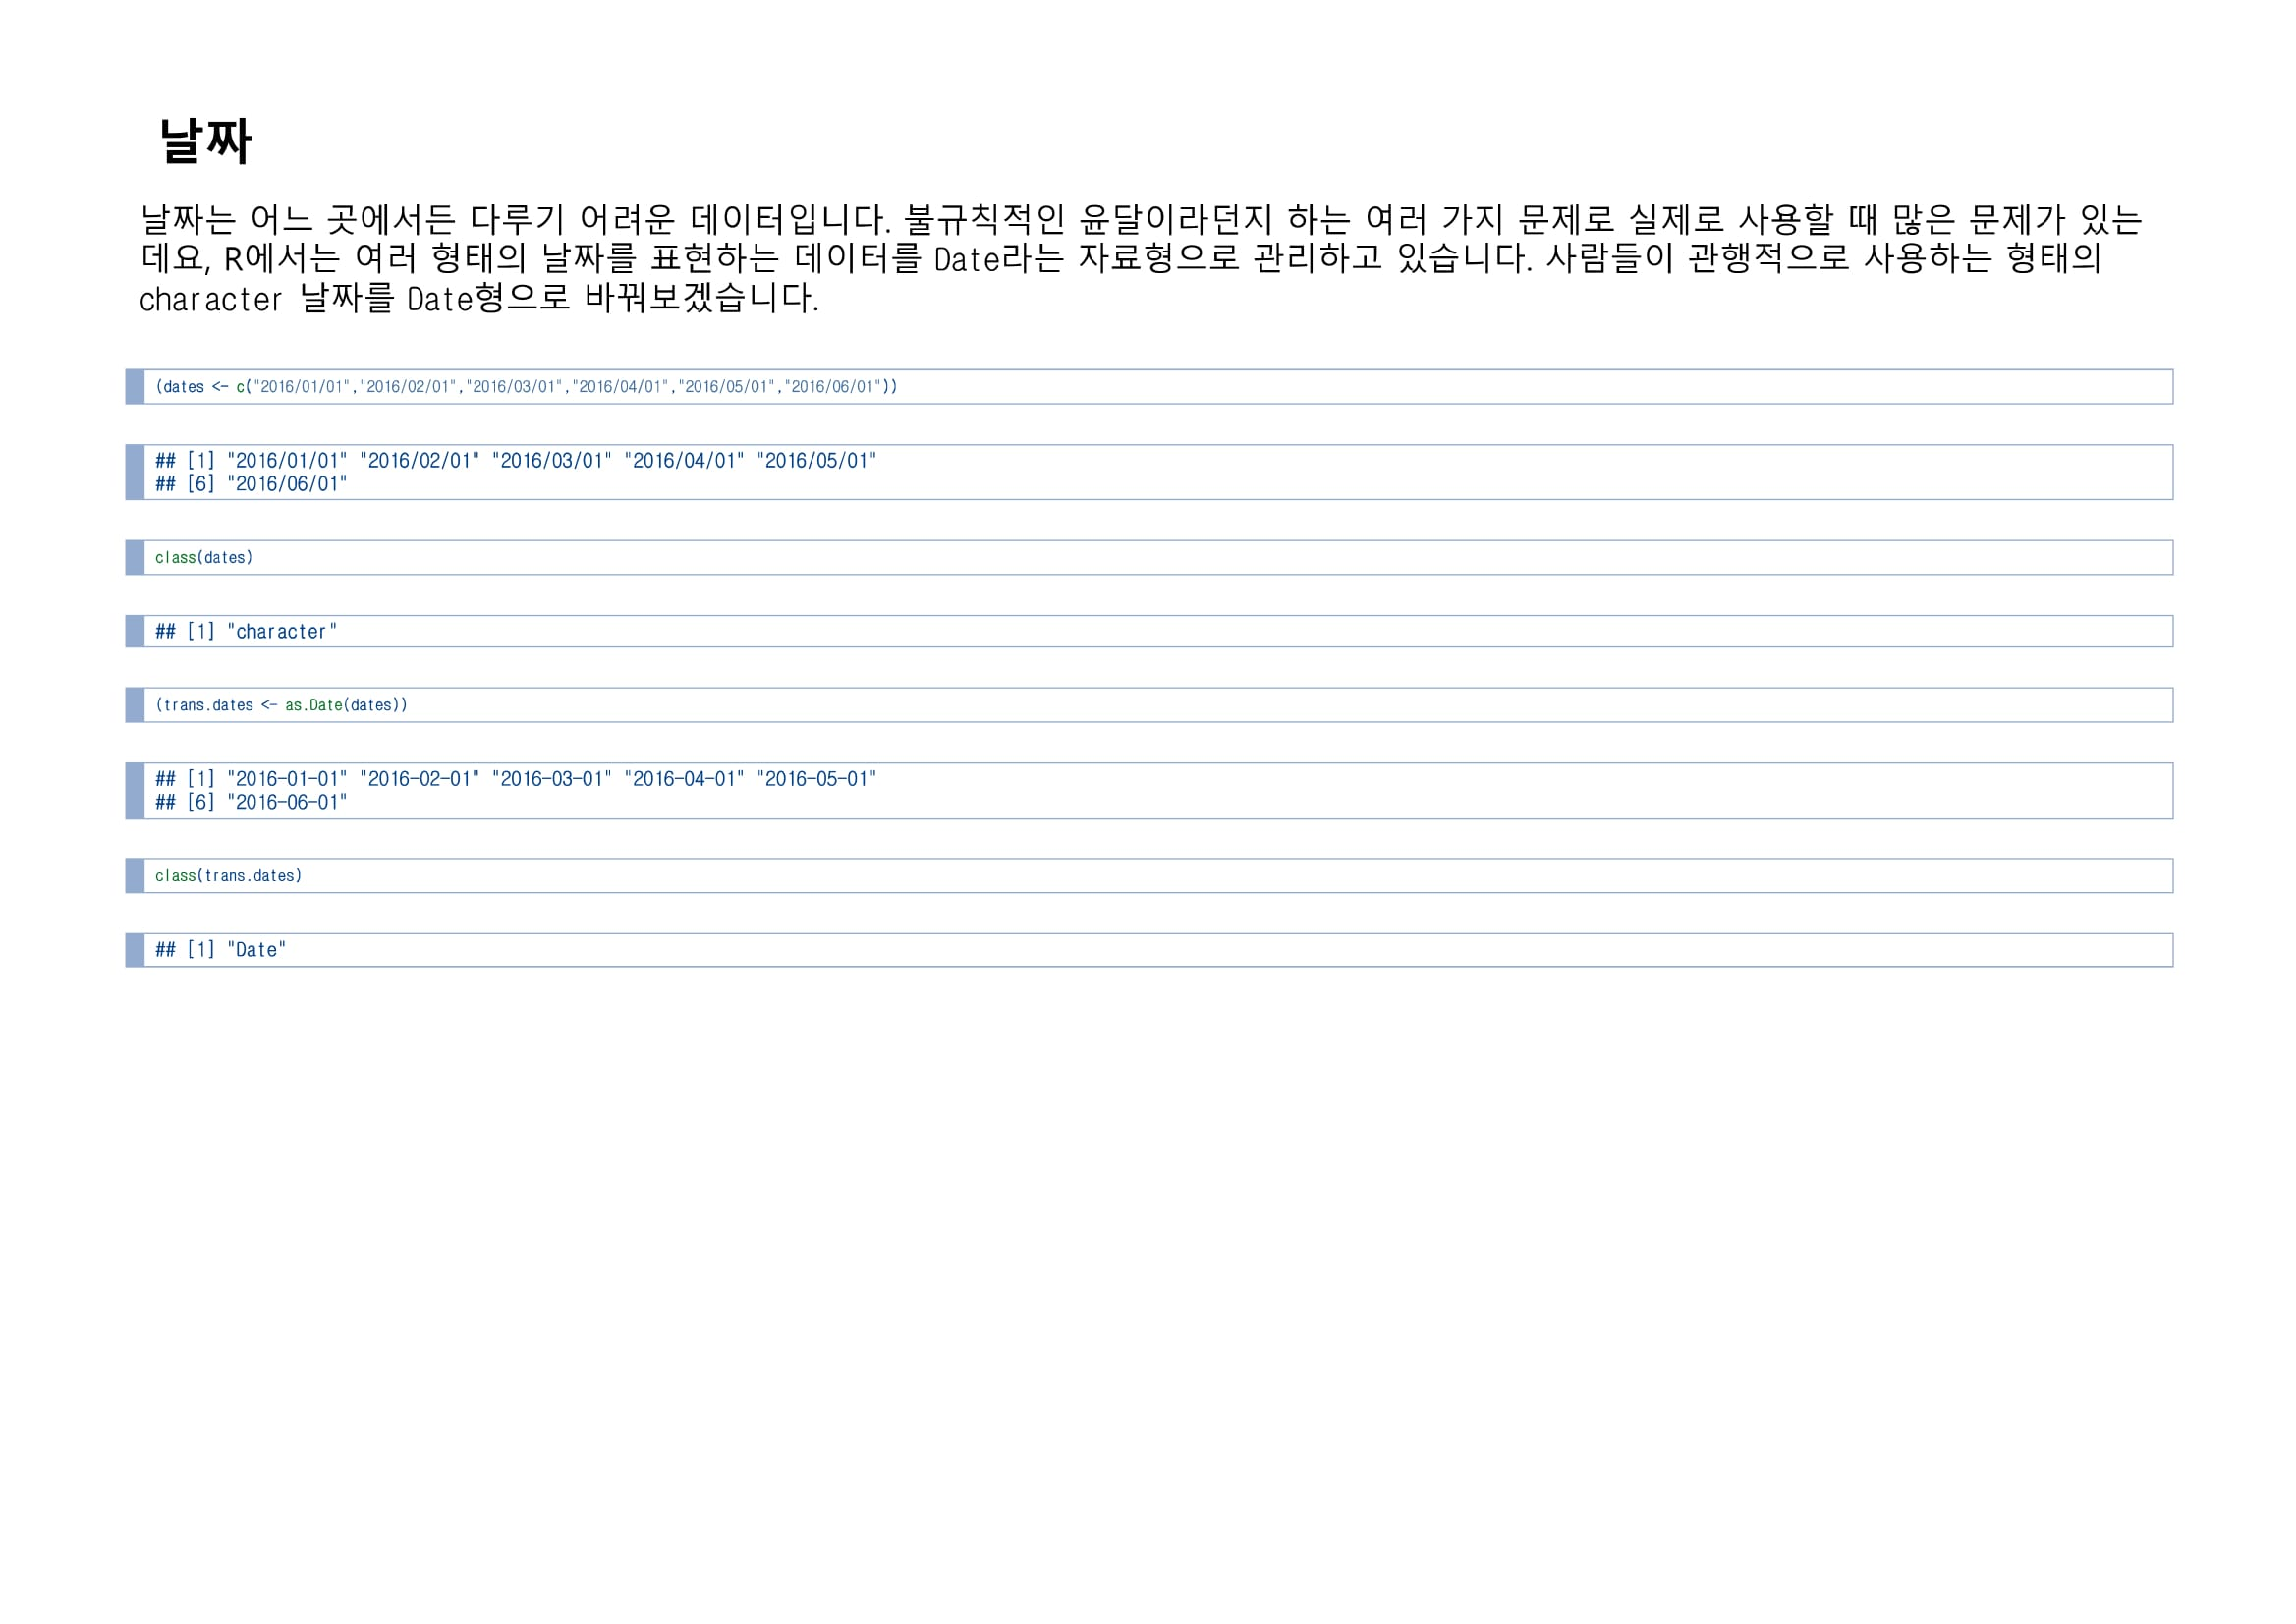 날짜
날짜는 어느 곳에서든 다루기 어려운 데이터입니다. 불규칙적인 윤달이라던지 하는 여러 가지 문제로 실제로 사용할 때 많은 문제가 있는
데요, R에서는 여러 형태의 날짜를 표현하는 데이터를 Date라는 자료형으로 관리하고 있습니다. 사람들이 관행적으로 사용하는 형태의
character 날짜를 Date형으로 바꿔보겠습니다.
(dates <- c("2016/01/01","2016/02/01","2016/03/01","2016/04/01","2016/05/01","2016/06/01"))
## [1] "2016/01/01" "2016/02/01" "2016/03/01" "2016/04/01" "2016/05/01"
## [6] "2016/06/01"
class(dates)
## [1] "character"
(trans.dates <- as.Date(dates))
## [1] "2016-01-01" "2016-02-01" "2016-03-01" "2016-04-01" "2016-05-01"
## [6] "2016-06-01"
class(trans.dates)
## [1] "Date"